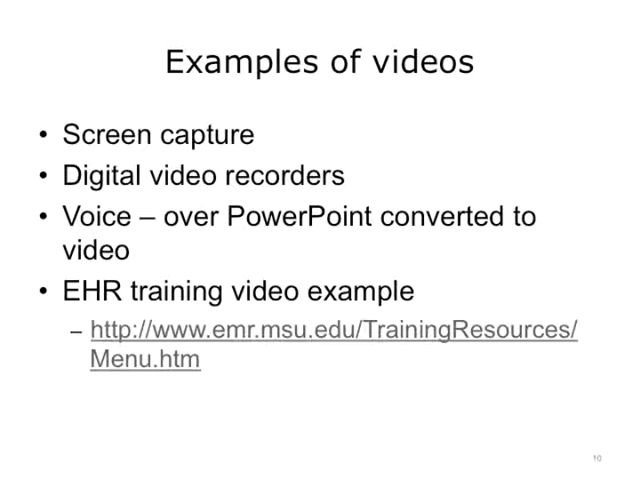 Examples of videos
• Screen capture
• Digital video recorders
• Voice – over PowerPoint converted to
video
• EHR training video example
– http://www.emr.msu.edu/TrainingResources/
Menu.htm
10